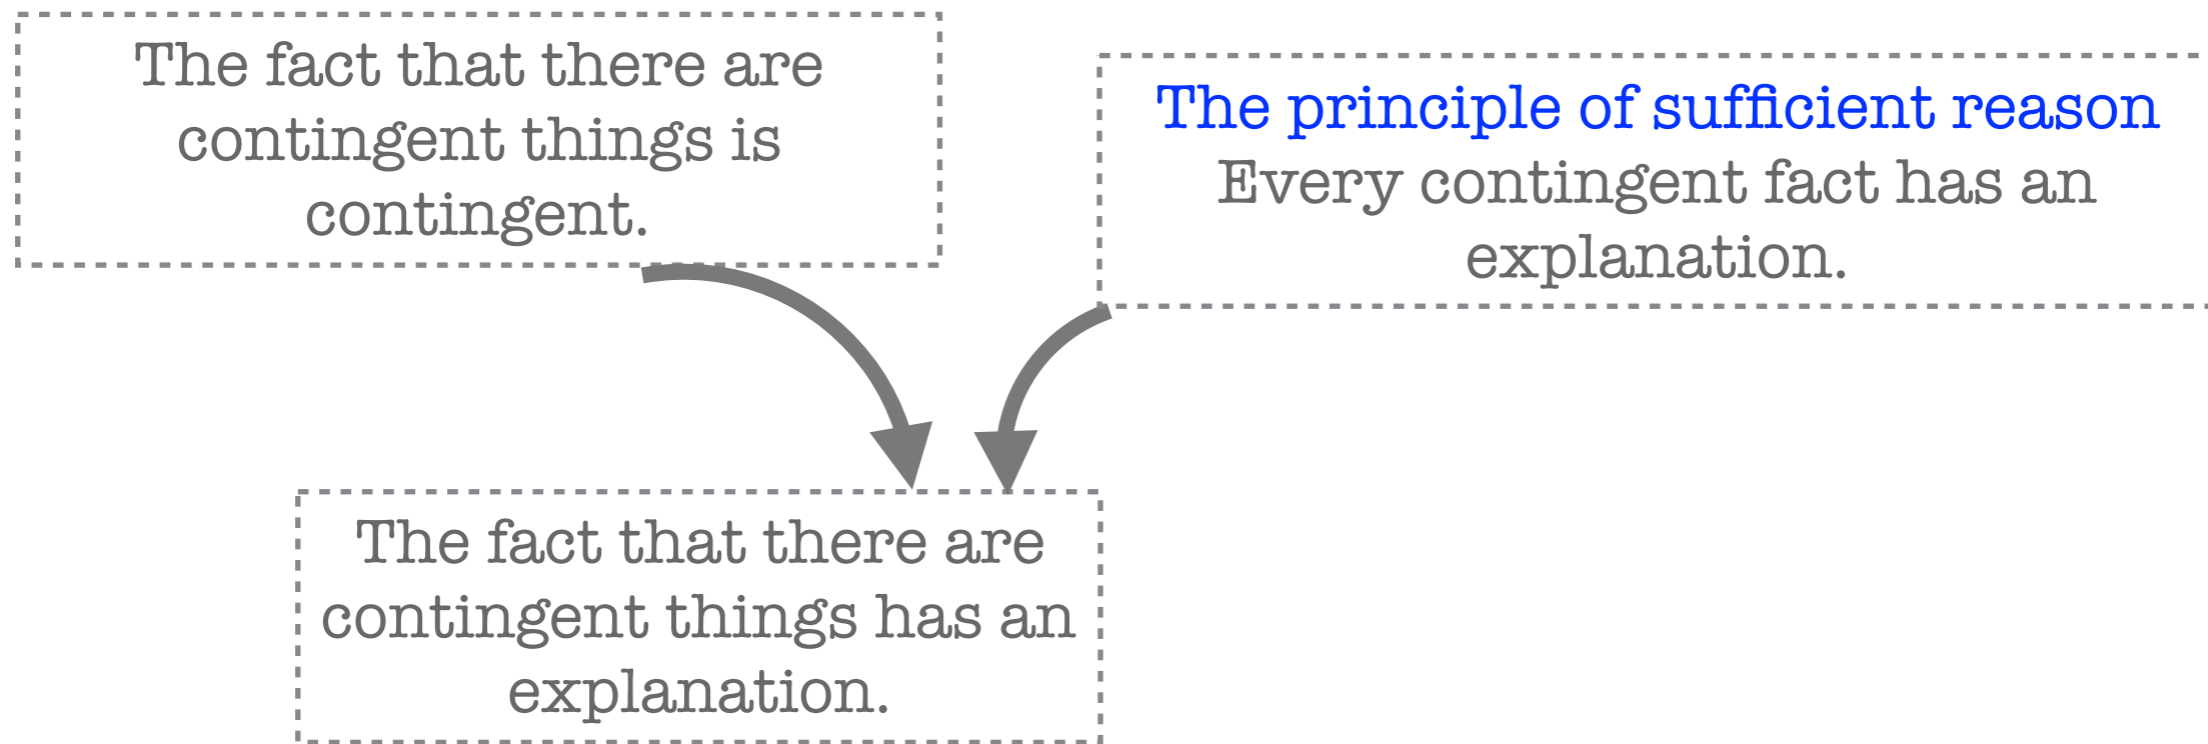 The fact that there are
contingent things is
contingent.
The principle of sufficient reason
Every contingent fact has an
explanation.
The fact that there are
contingent things has an
explanation.